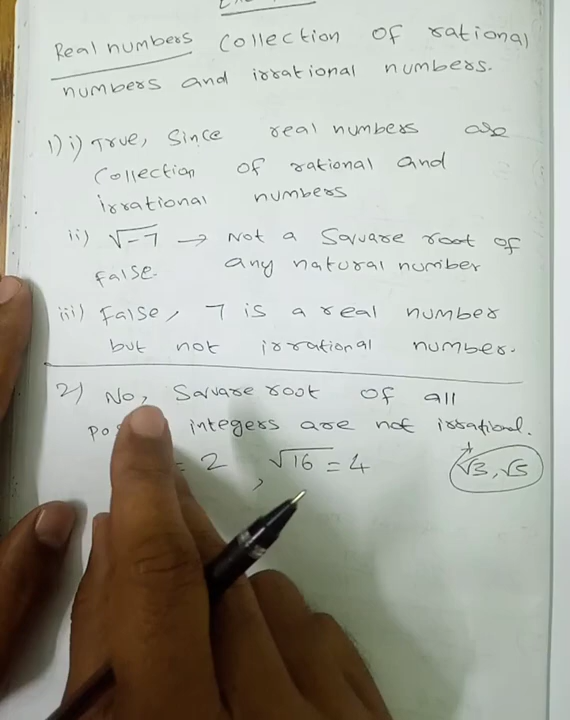 Real numbers Collection of rational
numbers and irrational numbers.
1) i) True, Since real numbers are
Collection of rational and
irrational numbers
ii) √-7 → Not a Square root of
False. any natural number
iii) False, 7 is a real number
but not irrational number.
2) No, Square root of all
integers are not irrational.
= 2 , √16 = 4 √3, √5